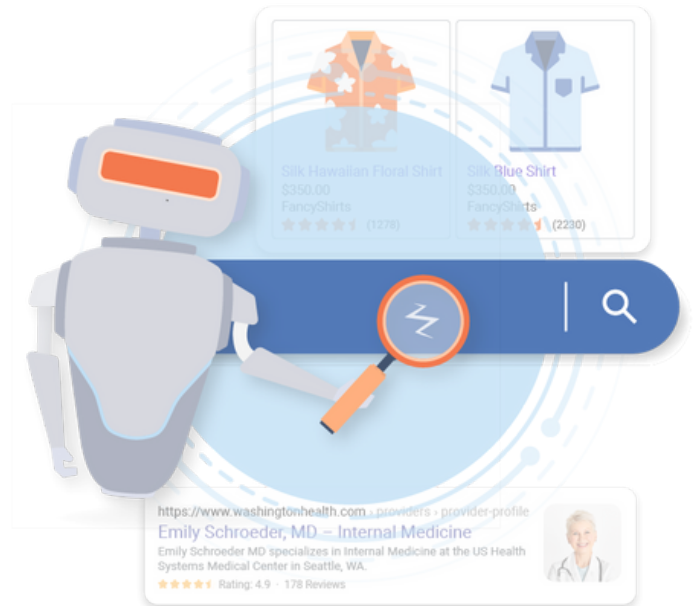 Silk Hawaiian Floral Shirt
$350.00
FancyShirts
(1278)
Silk Blue Shirt
$350.00
FancyShirts
(2230)
https://www.washingtonhealth.com › providers › provider-profile
Emily Schroeder, MD – Internal Medicine
Emily Schroeder MD specializes in Internal Medicine at the US Health
Systems Medical Center in Seattle, WA.
Rating: 4.9 · 178 Reviews